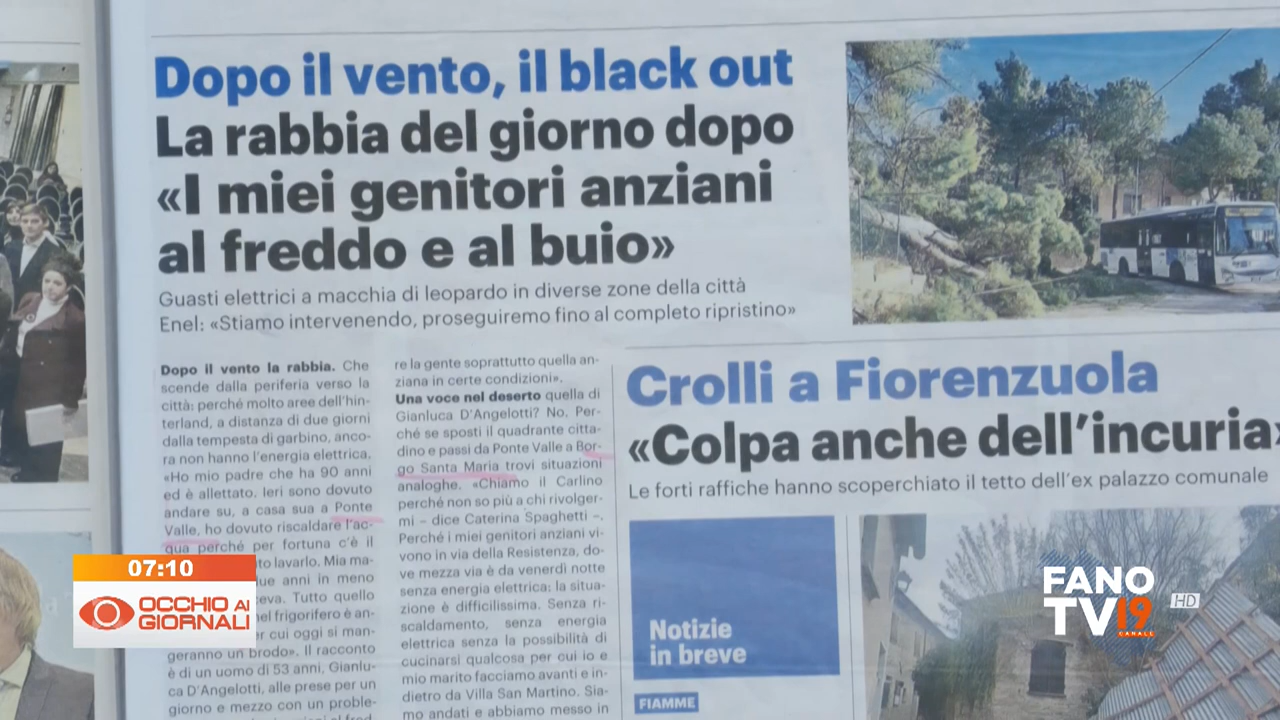 Dopo il vento, il black out
La rabbia del giorno dopo
«I miei genitori anziani
al freddo e al buio»
Guasti elettrici a macchia di leopardo in diverse zone della città
Enel: «Stiamo intervenendo, proseguiremo fino al completo ripristino»
Dopo il vento la rabbia. Che
scende dalla periferia verso la
città: perché molto aree dell'hin-
terland, a distanza di due giorni
dalla tempesta di garbino, anco-
ra non hanno l'energia elettrica.
«Ho mio padre che ha 90 anni
ed è allettato. Ieri sono dovuto
andare su, a casa sua a Ponte
Valle, ho dovuto riscaldare l'ac-
qua perché per fortuna c'è il
to lavarlo. Mia ma-
due anni in meno
ceva. Tutto quello
nel frigorifero è an-
per cui oggi si man-
geranno un brodo». Il racconto
è di un uomo di 53 anni, Gianlu-
ca D'Angelotti, alle prese per un
giorno e mezzo con un proble-
re la gente soprattutto quella an-
ziana in certe condizioni».
Una voce nel deserto quella di
Gianluca D'Angelotti? No. Per-
ché se sposti il quadrante citta-
dino e passi da Ponte Valle a Bor-
go Santa Maria trovi situazioni
analoghe. «Chiamo il Carlino
perché non so più a chi rivolger-
mi – dice Caterina Spaghetti –.
Perché i miei genitori anziani vi-
vono in via della Resistenza, do-
ve mezza via è da venerdì notte
senza energia elettrica: la situa-
zione è difficilissima. Senza ri-
scaldamento, senza energia
elettrica senza la possibilità di
cucinarsi qualcosa per cui io e
mio marito facciamo avanti e in-
dietro da Villa San Martino. Sia-
mo andati e abbiamo messo in
Crolli a Fiorenzuola
«Colpa anche dell'incuria»
Le forti raffiche hanno scoperchiato il tetto dell'ex palazzo comunale
Notizie
in breve
FIAMME
07:10
OCCHIO AI
GIORNALI
FANO
TV19
CANALE
HD